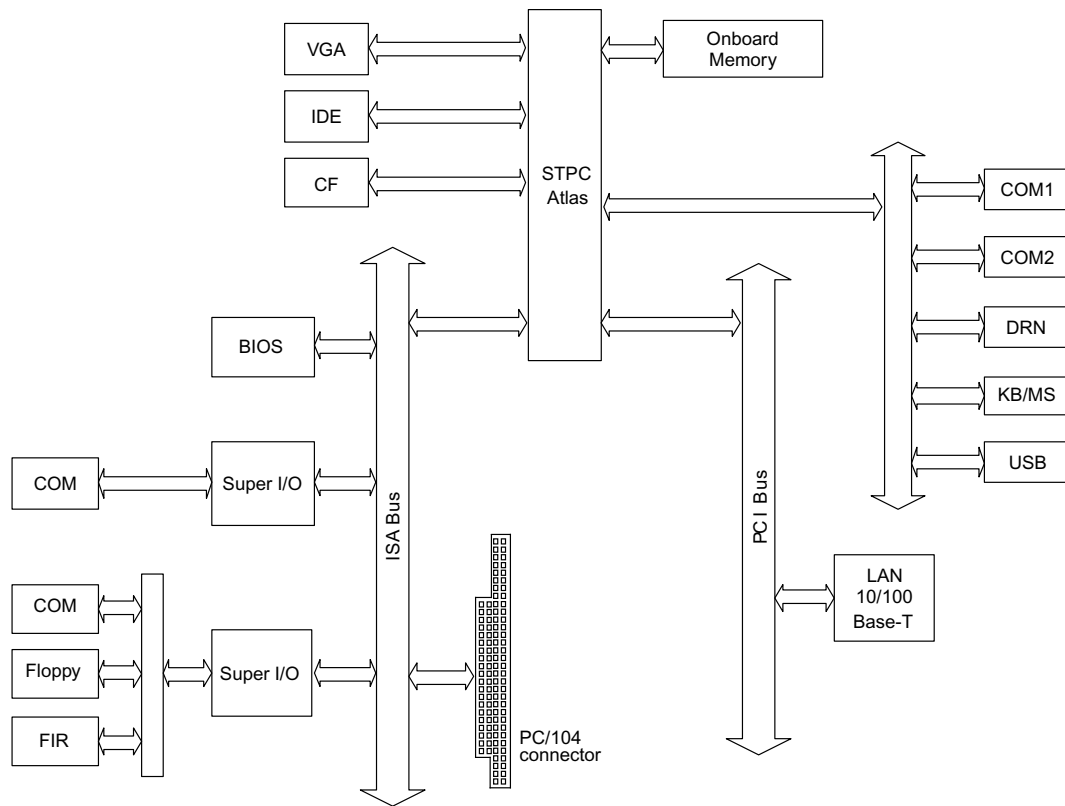 VGA
Onboard
Memory
IDE
CF
STPC
Atlas
COM1
COM2
DRN
KB/MS
USB
BIOS
COM
Super I/O
ISA Bus
PCI Bus
LAN
10/100
Base-T
COM
Floppy
FIR
Super I/O
PC/104
connector